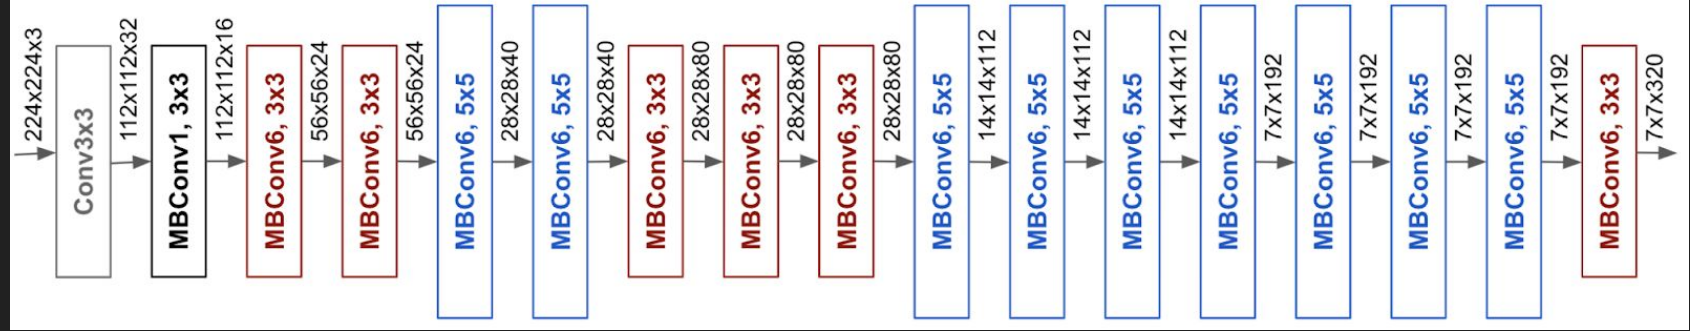 224x224x3
Conv3x3
112x112x32
MBConv1, 3x3
112x112x16
MBConv6, 3x3
56x56x24
MBConv6, 3x3
56x56x24
MBConv6, 5x5
28x28x40
MBConv6, 5x5
28x28x40
MBConv6, 3x3
28x28x80
MBConv6, 3x3
28x28x80
MBConv6, 3x3
28x28x80
MBConv6, 5x5
14x14x112
MBConv6, 5x5
14x14x112
MBConv6, 5x5
14x14x112
MBConv6, 5x5
7x7x192
MBConv6, 5x5
7x7x192
MBConv6, 5x5
7x7x192
MBConv6, 5x5
7x7x192
MBConv6, 3x3
7x7x320